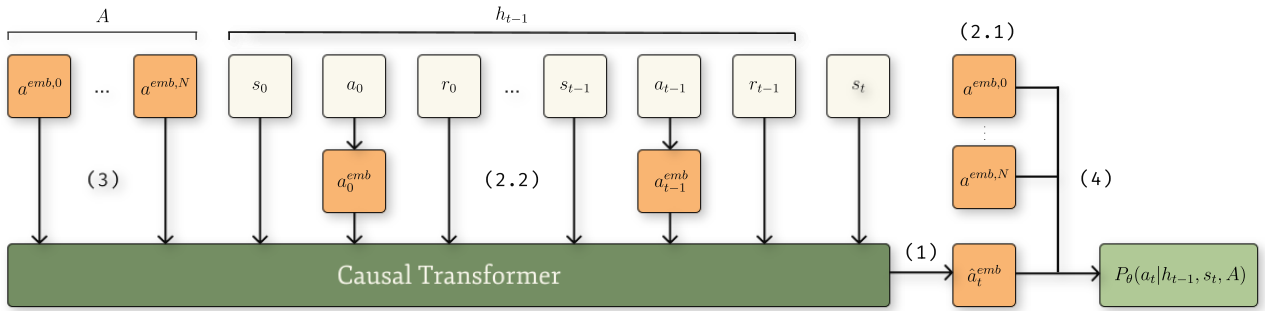 A
h_{t-1}
(2.1)
a^{emb,0} ... a^{emb,N} s_0 a_0 r_0 ... s_{t-1} a_{t-1} r_{t-1} s_t a^{emb,0}
⋮
(3) a_0^{emb} (2.2) a_{t-1}^{emb} a^{emb,N} (4)
(1)
Causal Transformer â_t^{emb} P_θ(a_t|h_{t-1}, s_t, A)